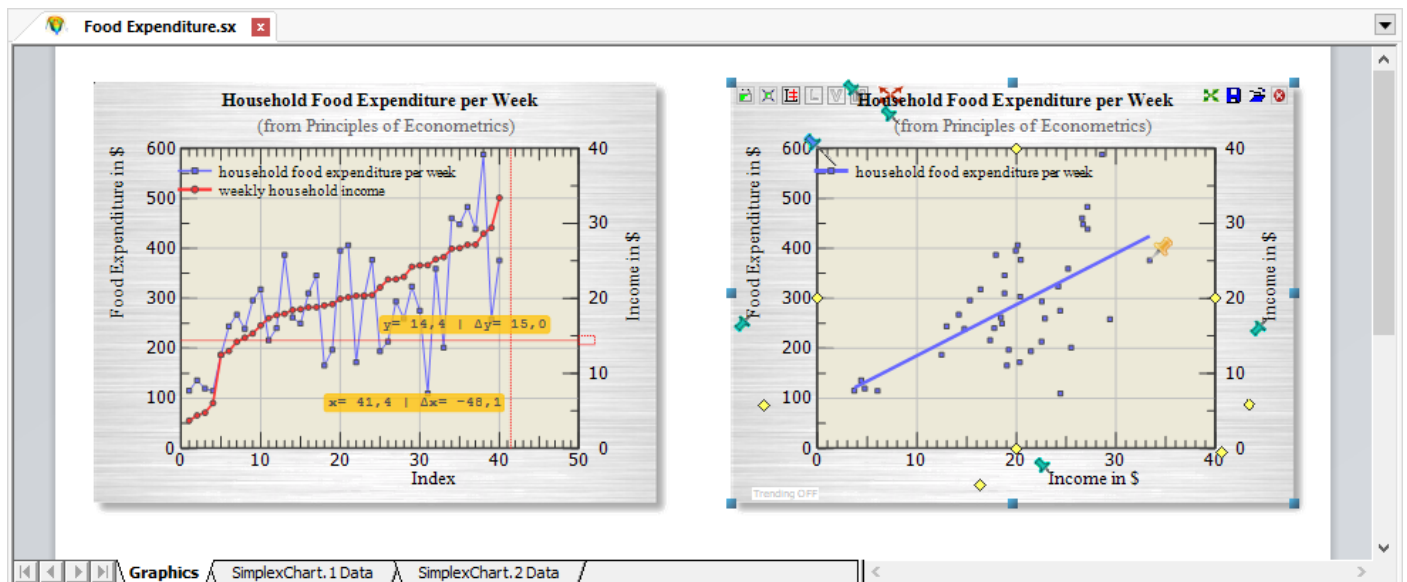 Food Expenditure.sx
x
Household Food Expenditure per Week
(from Principles of Econometrics)
Food Expenditure in $
600
500
400
300
200
100
0
household food expenditure per week
weekly household income
y= 14,4 | Δy= 15,0
x= 41,4 | Δx= -48,1
40
30
20
10
0
Income in $
0 10 20 30 40 50
Index
L V
Household Food Expenditure per Week
(from Principles of Econometrics)
Food Expenditure in $
600
500
400
300
200
100
0
household food expenditure per week
40
30
20
10
0
Income in $
0 10 20 30 40
Income in $
Trending OFF
Graphics SimplexChart.1 Data SimplexChart.2 Data